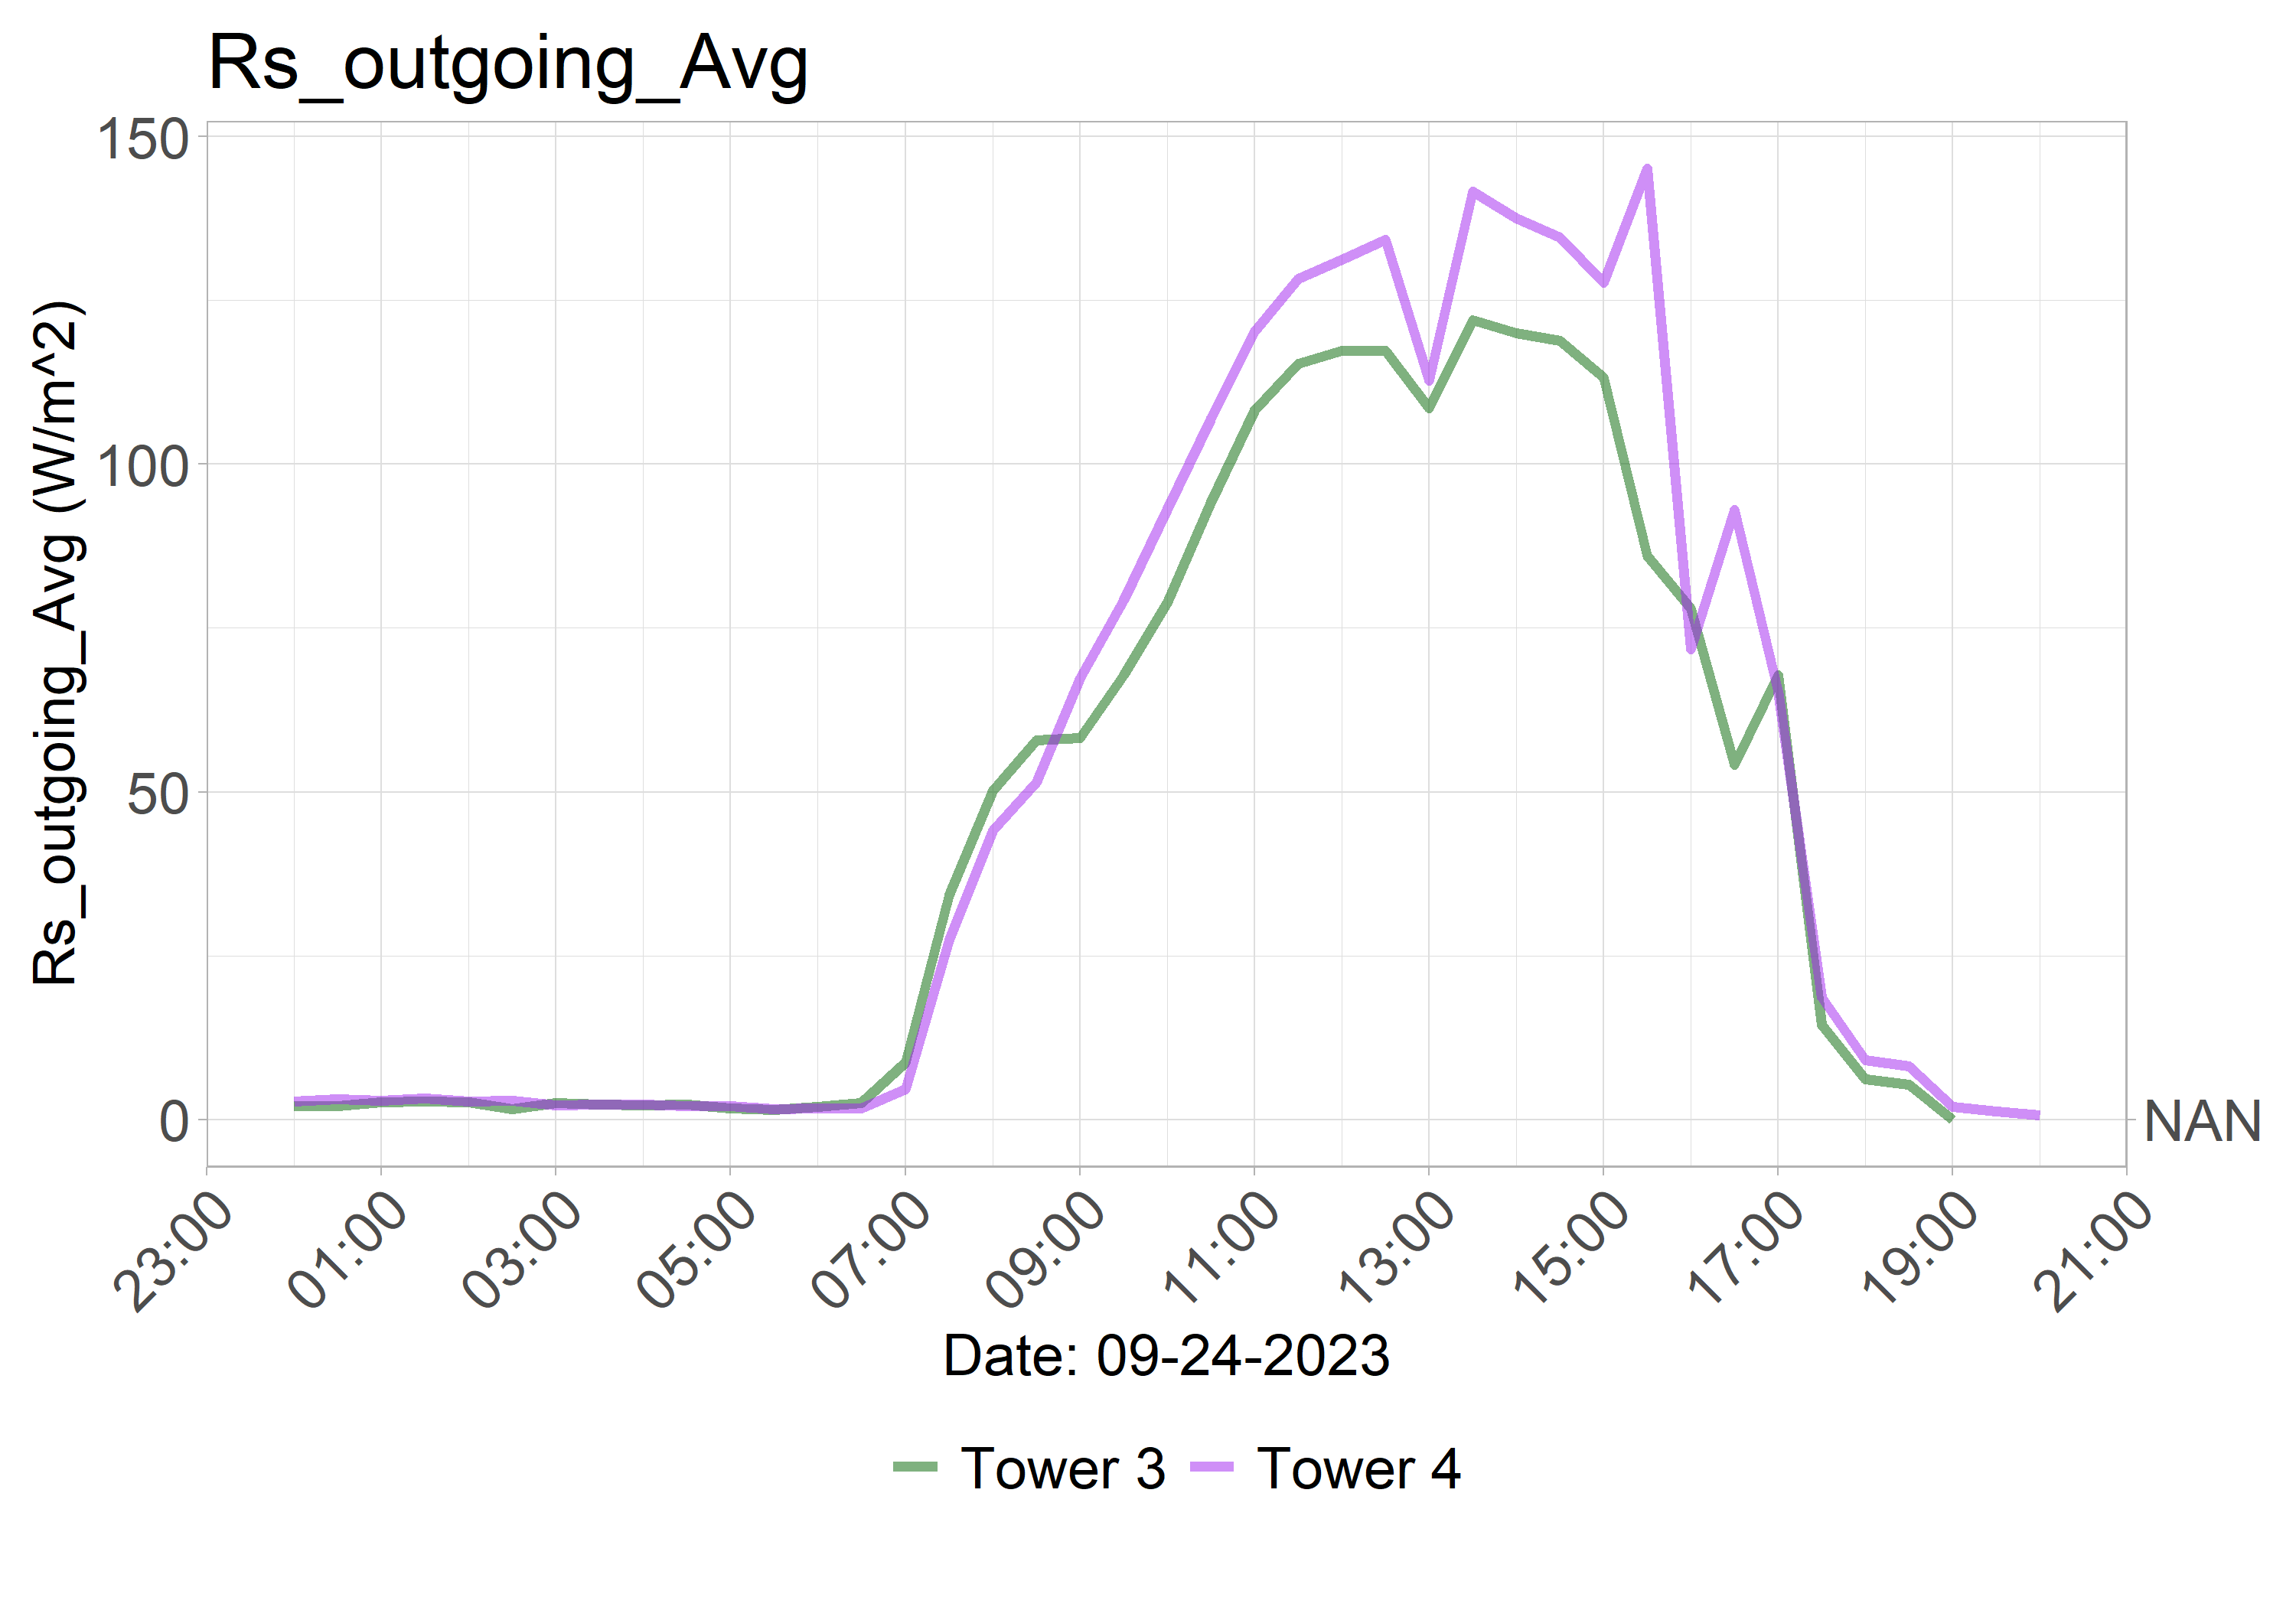 Rs_outgoing_Avg
Rs_outgoing_Avg (W/m^2)
150
100
50
0
NAN
23:00 01:00 03:00 05:00 07:00 09:00 11:00 13:00 15:00 17:00 19:00 21:00
Date: 09-24-2023
Tower 3 Tower 4